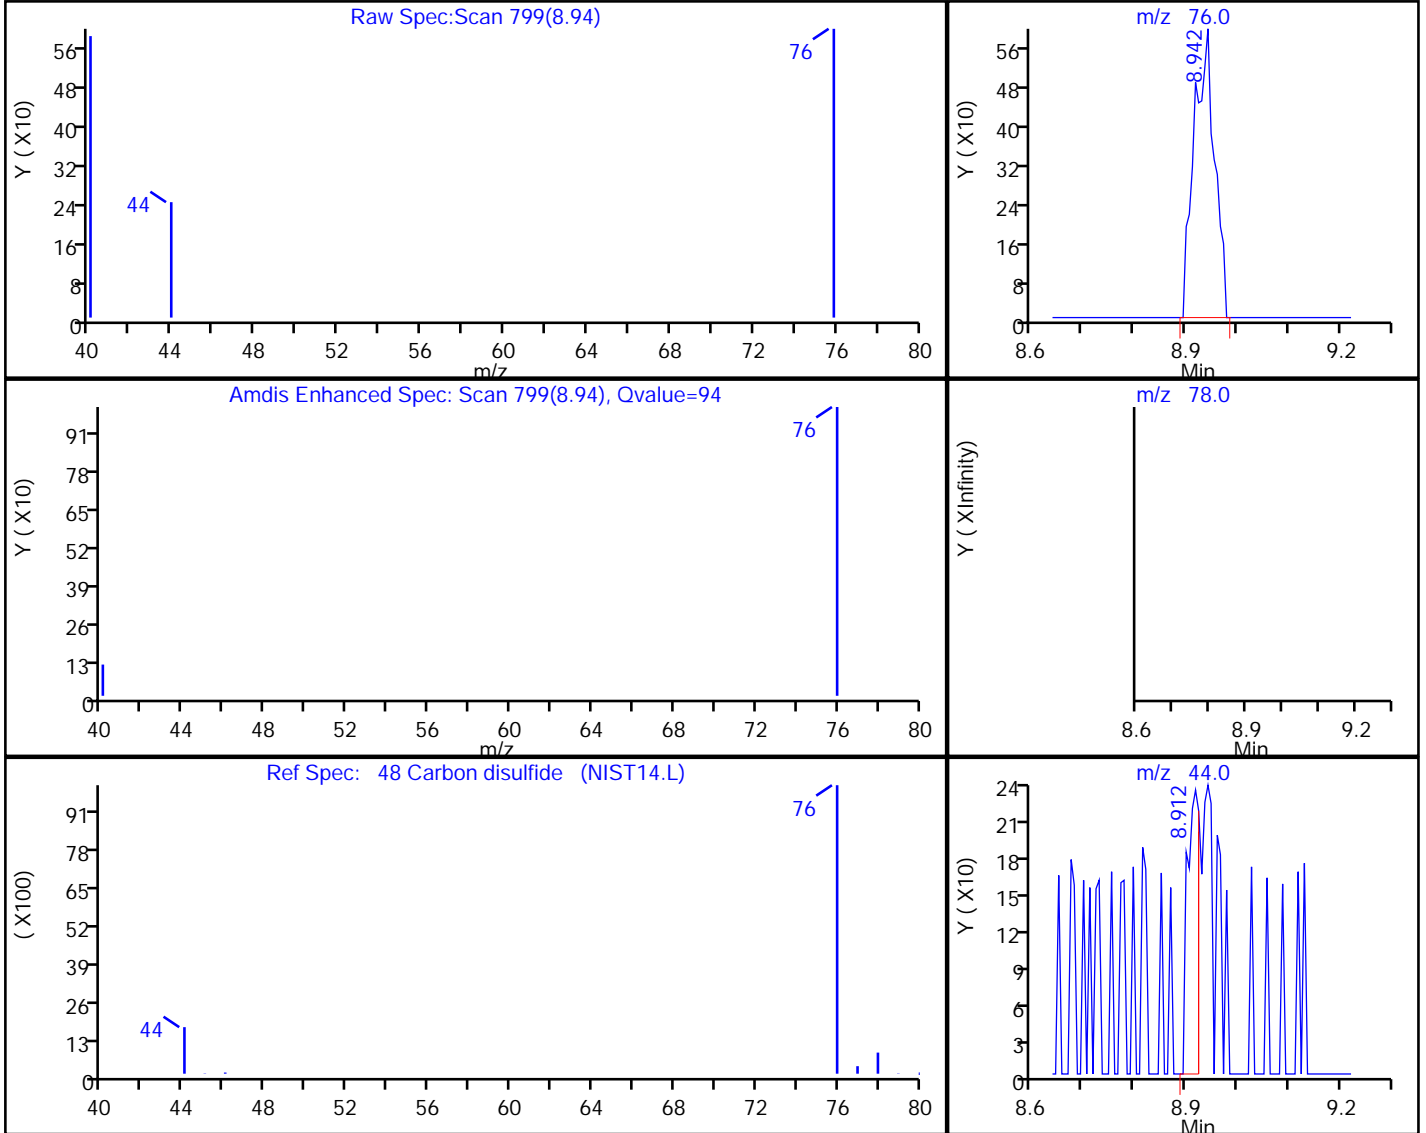 Raw Spec:Scan 799(8.94)
Y ( X10)
56
48
40
32
24
16
8
0
76
44
40 44 48 52 56 60 64 68 72 76 80
m/z
m/z 76.0
Y ( X10)
56
48
40
32
24
16
8
0
8.942
8.6 8.9 9.2
Min
Amdis Enhanced Spec: Scan 799(8.94), Qvalue=94
Y ( X10)
91
78
65
52
39
26
13
0
76
40 44 48 52 56 60 64 68 72 76 80
m/z
m/z 78.0
Y ( XInfinity)
8.6 8.9 9.2
Min
Ref Spec: 48 Carbon disulfide (NIST14.L)
( X100)
91
78
65
52
39
26
13
0
76
44
40 44 48 52 56 60 64 68 72 76 80
m/z 44.0
Y ( X10)
24
21
18
15
12
9
6
3
0
8.912
8.6 8.9 9.2
Min